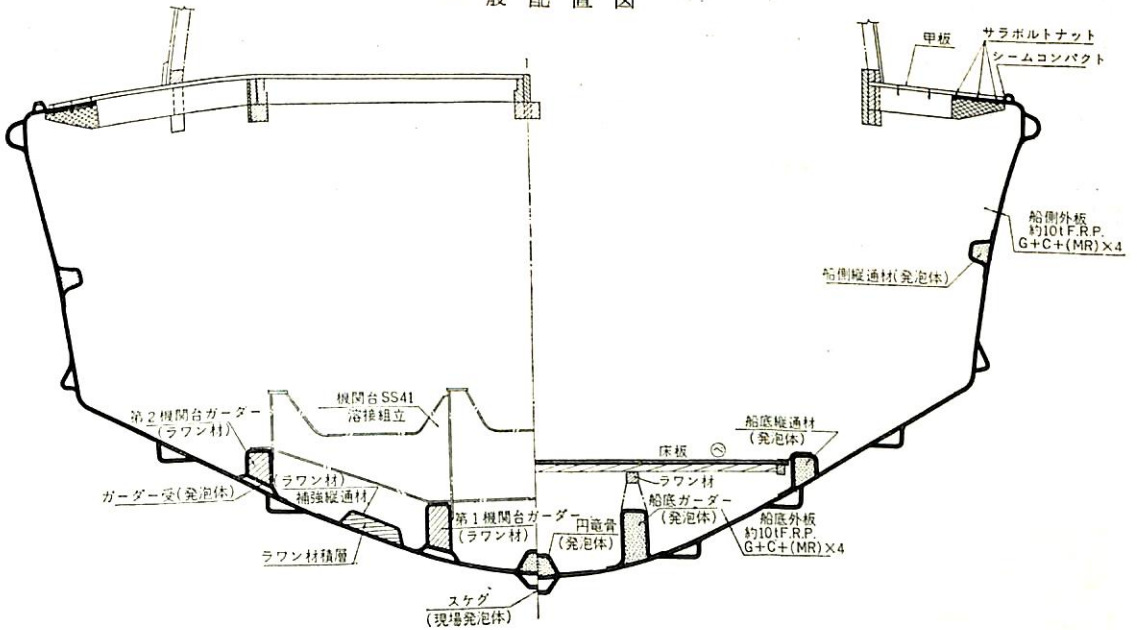 般配置図
甲板
サラボルトナット
シームコンパクト
船側外板
約10tF.R.P.
G+C+(MR)×4
船側縦通材(発泡体)
機関台SS41
溶接組立
第2機関台ガーダー
(ラワン材)
船底縦通材
(発泡体)
床板 ㋬
ガーダー受(発泡体)
(ラワン材)
補強縦通材
ラワン材
第1機関台ガーダー
(ラワン材)
船底ガーダー
(発泡体)
円竜骨
(発泡体)
船底外板
約10tF.R.P.
G+C+(MR)×4
ラワン材積層
スケグ
(現場発泡体)